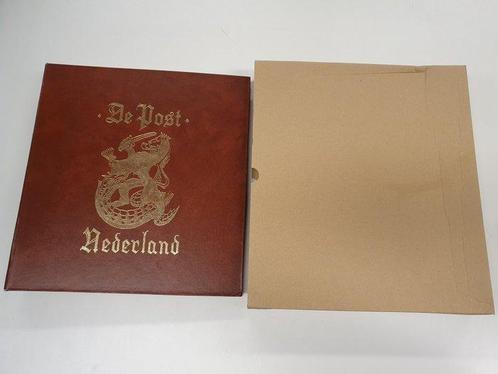 · De Post ·
Nederland